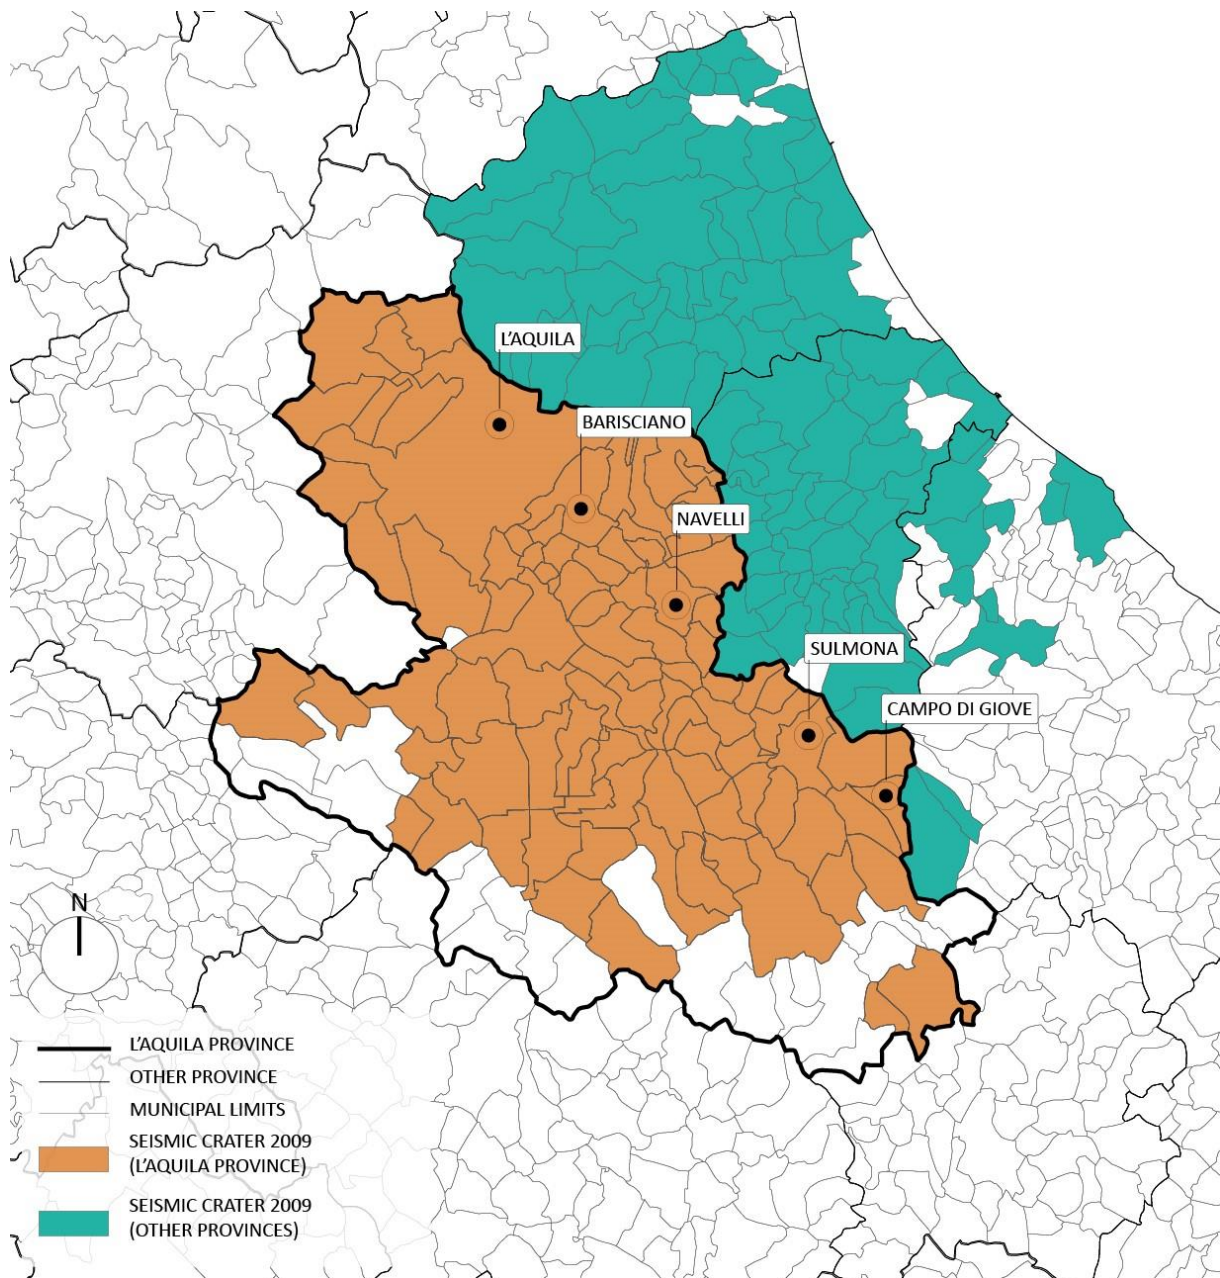 L'AQUILA
BARISCIANO
NAVELLI
SULMONA
CAMPO DI GIOVE
N
L'AQUILA PROVINCE
OTHER PROVINCE
MUNICIPAL LIMITS
SEISMIC CRATER 2009
(L'AQUILA PROVINCE)
SEISMIC CRATER 2009
(OTHER PROVINCES)